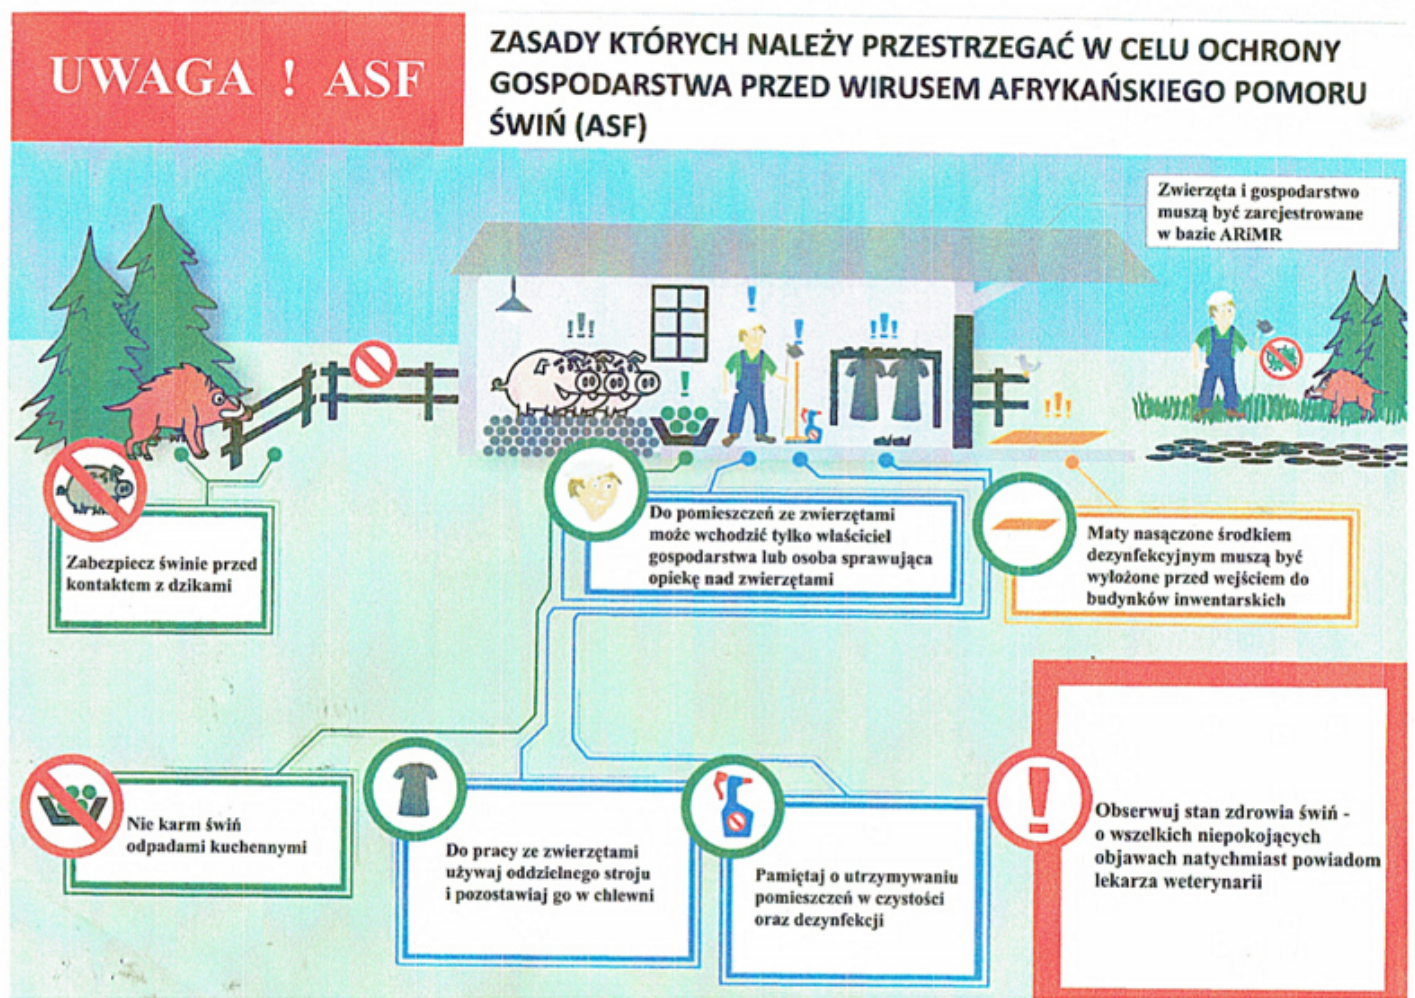 UWAGA ! ASF
ZASADY KTÓRYCH NALEŻY PRZESTRZEGAĆ W CELU OCHRONY
GOSPODARSTWA PRZED WIRUSEM AFRYKAŃSKIEGO POMORU
ŚWIŃ (ASF)
Zwierzęta i gospodarstwo
muszą być zarejestrowane
w bazie ARiMR
Zabezpiecz świnie przed
kontaktem z dzikami
Do pomieszczeń ze zwierzętami
może wchodzić tylko właściciel
gospodarstwa lub osoba sprawująca
opiekę nad zwierzętami
Maty nasączone środkiem
dezynfekcyjnym muszą być
wyłożone przed wejściem do
budynków inwentarskich
Nie karm świń
odpadami kuchennymi
Do pracy ze zwierzętami
używaj oddzielnego stroju
i pozostawiaj go w chlewni
Pamiętaj o utrzymywaniu
pomieszczeń w czystości
oraz dezynfekcji
Obserwuj stan zdrowia świń -
o wszelkich niepokojących
objawach natychmiast powiadom
lekarza weterynarii